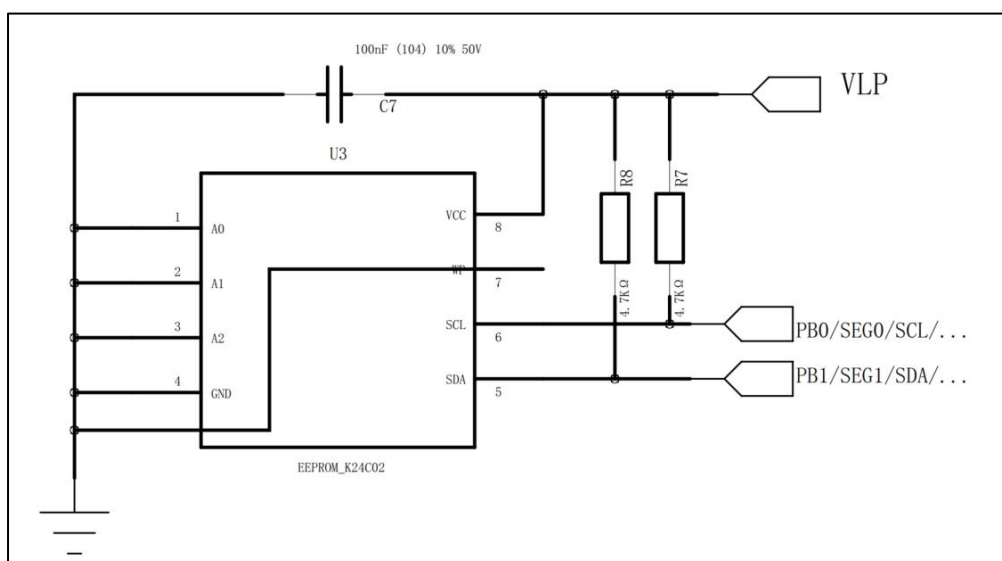 100nF (104) 10% 50V
C7
VLP
U3
R8
R7
1
A0
VCC
8
2
A1
WP
7
4.7KΩ
4.7KΩ
3
A2
SCL
6
PB0/SEG0/SCL/...
4
GND
SDA
5
PB1/SEG1/SDA/...
EEPROM_K24C02